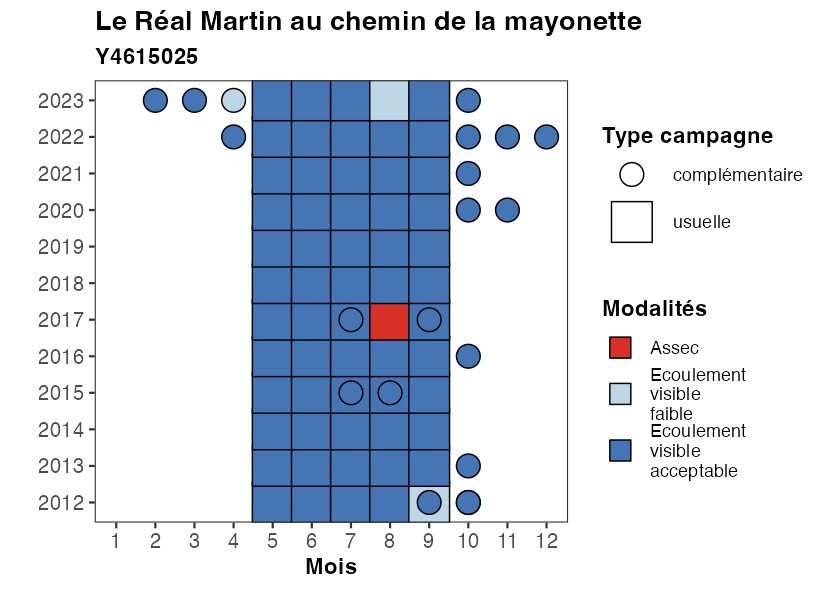 Le Réal Martin au chemin de la mayonette
Y4615025
2023
2022
2021
2020
2019
2018
2017
2016
2015
2014
2013
2012
1 2 3 4 5 6 7 8 9 10 11 12
Mois
Type campagne
complémentaire
usuelle
Modalités
Assec
Ecoulement
visible
faible
Ecoulement
visible
acceptable